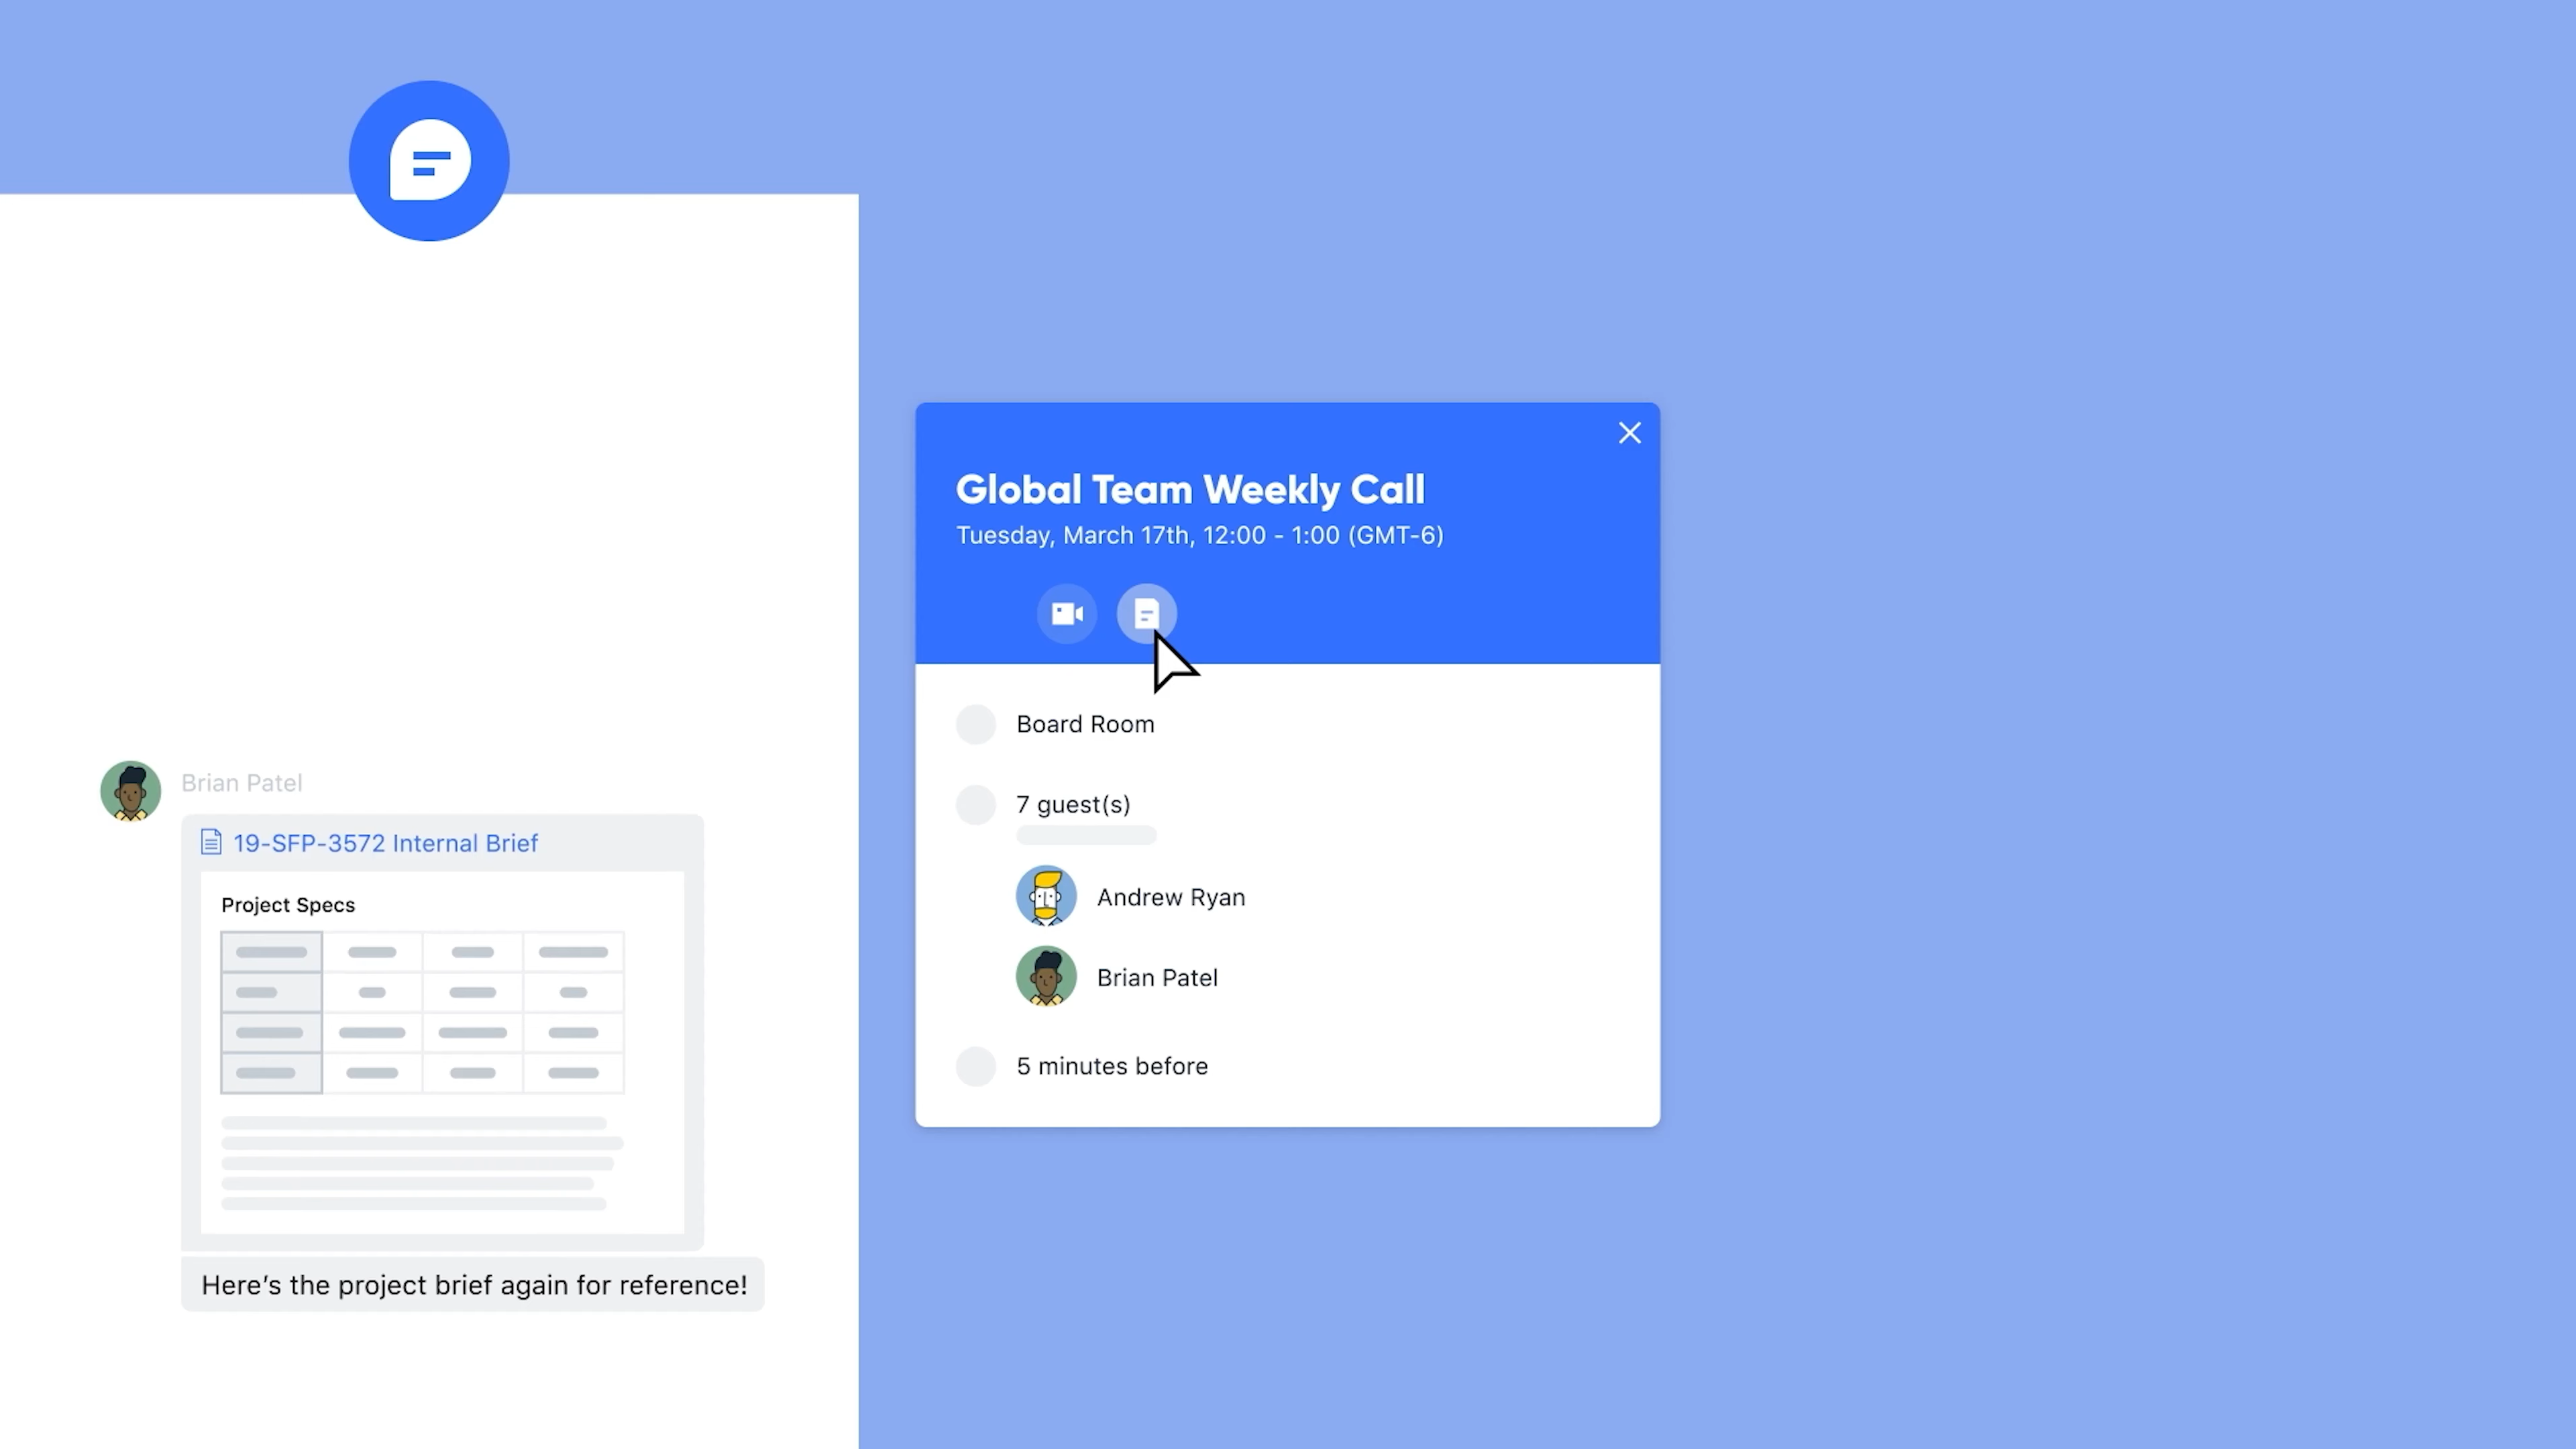 Brian Patel
19-SFP-3572 Internal Brief
Project Specs
Here’s the project brief again for reference!
Global Team Weekly Call
Tuesday, March 17th, 12:00 - 1:00 (GMT-6)
Board Room
7 guest(s)
Andrew Ryan
Brian Patel
5 minutes before